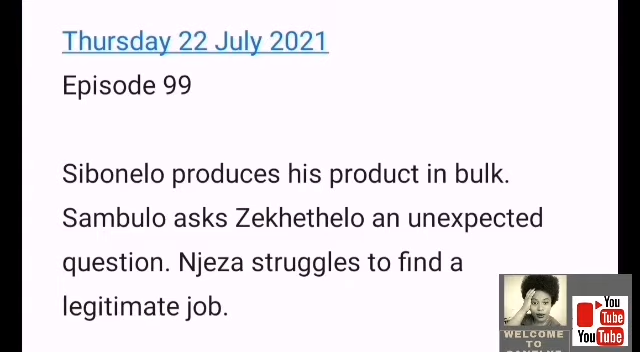 Thursday 22 July 2021
Episode 99
Sibonelo produces his product in bulk.
Sambulo asks Zekhethelo an unexpected
question. Njeza struggles to find a
legitimate job.
You
Tube
YouTube
WELCOME
TO